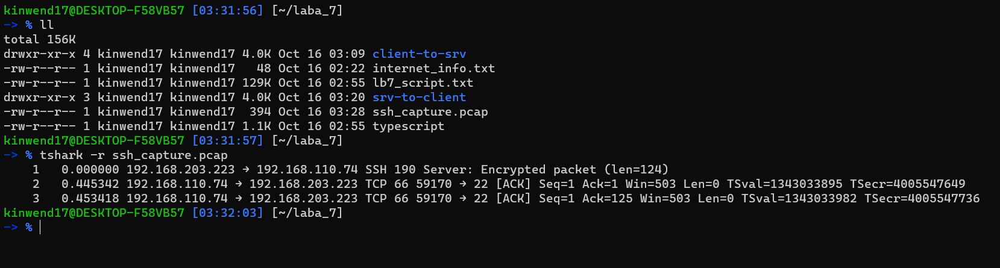 kinwend17@DESKTOP-F58VB57 [03:31:56] [~/laba_7]
-> % ll
total 156K
drwxr-xr-x 4 kinwend17 kinwend17 4.0K Oct 16 03:09 client-to-srv
-rw-r--r-- 1 kinwend17 kinwend17   48 Oct 16 02:22 internet_info.txt
-rw-r--r-- 1 kinwend17 kinwend17 129K Oct 16 02:55 lb7_script.txt
drwxr-xr-x 3 kinwend17 kinwend17 4.0K Oct 16 03:20 srv-to-client
-rw-r--r-- 1 kinwend17 kinwend17  394 Oct 16 03:28 ssh_capture.pcap
-rw-r--r-- 1 kinwend17 kinwend17 1.1K Oct 16 02:55 typescript
kinwend17@DESKTOP-F58VB57 [03:31:57] [~/laba_7]
-> % tshark -r ssh_capture.pcap
    1   0.000000 192.168.203.223 → 192.168.110.74 SSH 190 Server: Encrypted packet (len=124)
    2   0.445342 192.168.110.74 → 192.168.203.223 TCP 66 59170 → 22 [ACK] Seq=1 Ack=1 Win=503 Len=0 TSval=1343033895 TSecr=4005547649
    3   0.453418 192.168.110.74 → 192.168.203.223 TCP 66 59170 → 22 [ACK] Seq=1 Ack=125 Win=503 Len=0 TSval=1343033982 TSecr=4005547736
kinwend17@DESKTOP-F58VB57 [03:32:03] [~/laba_7]
-> %